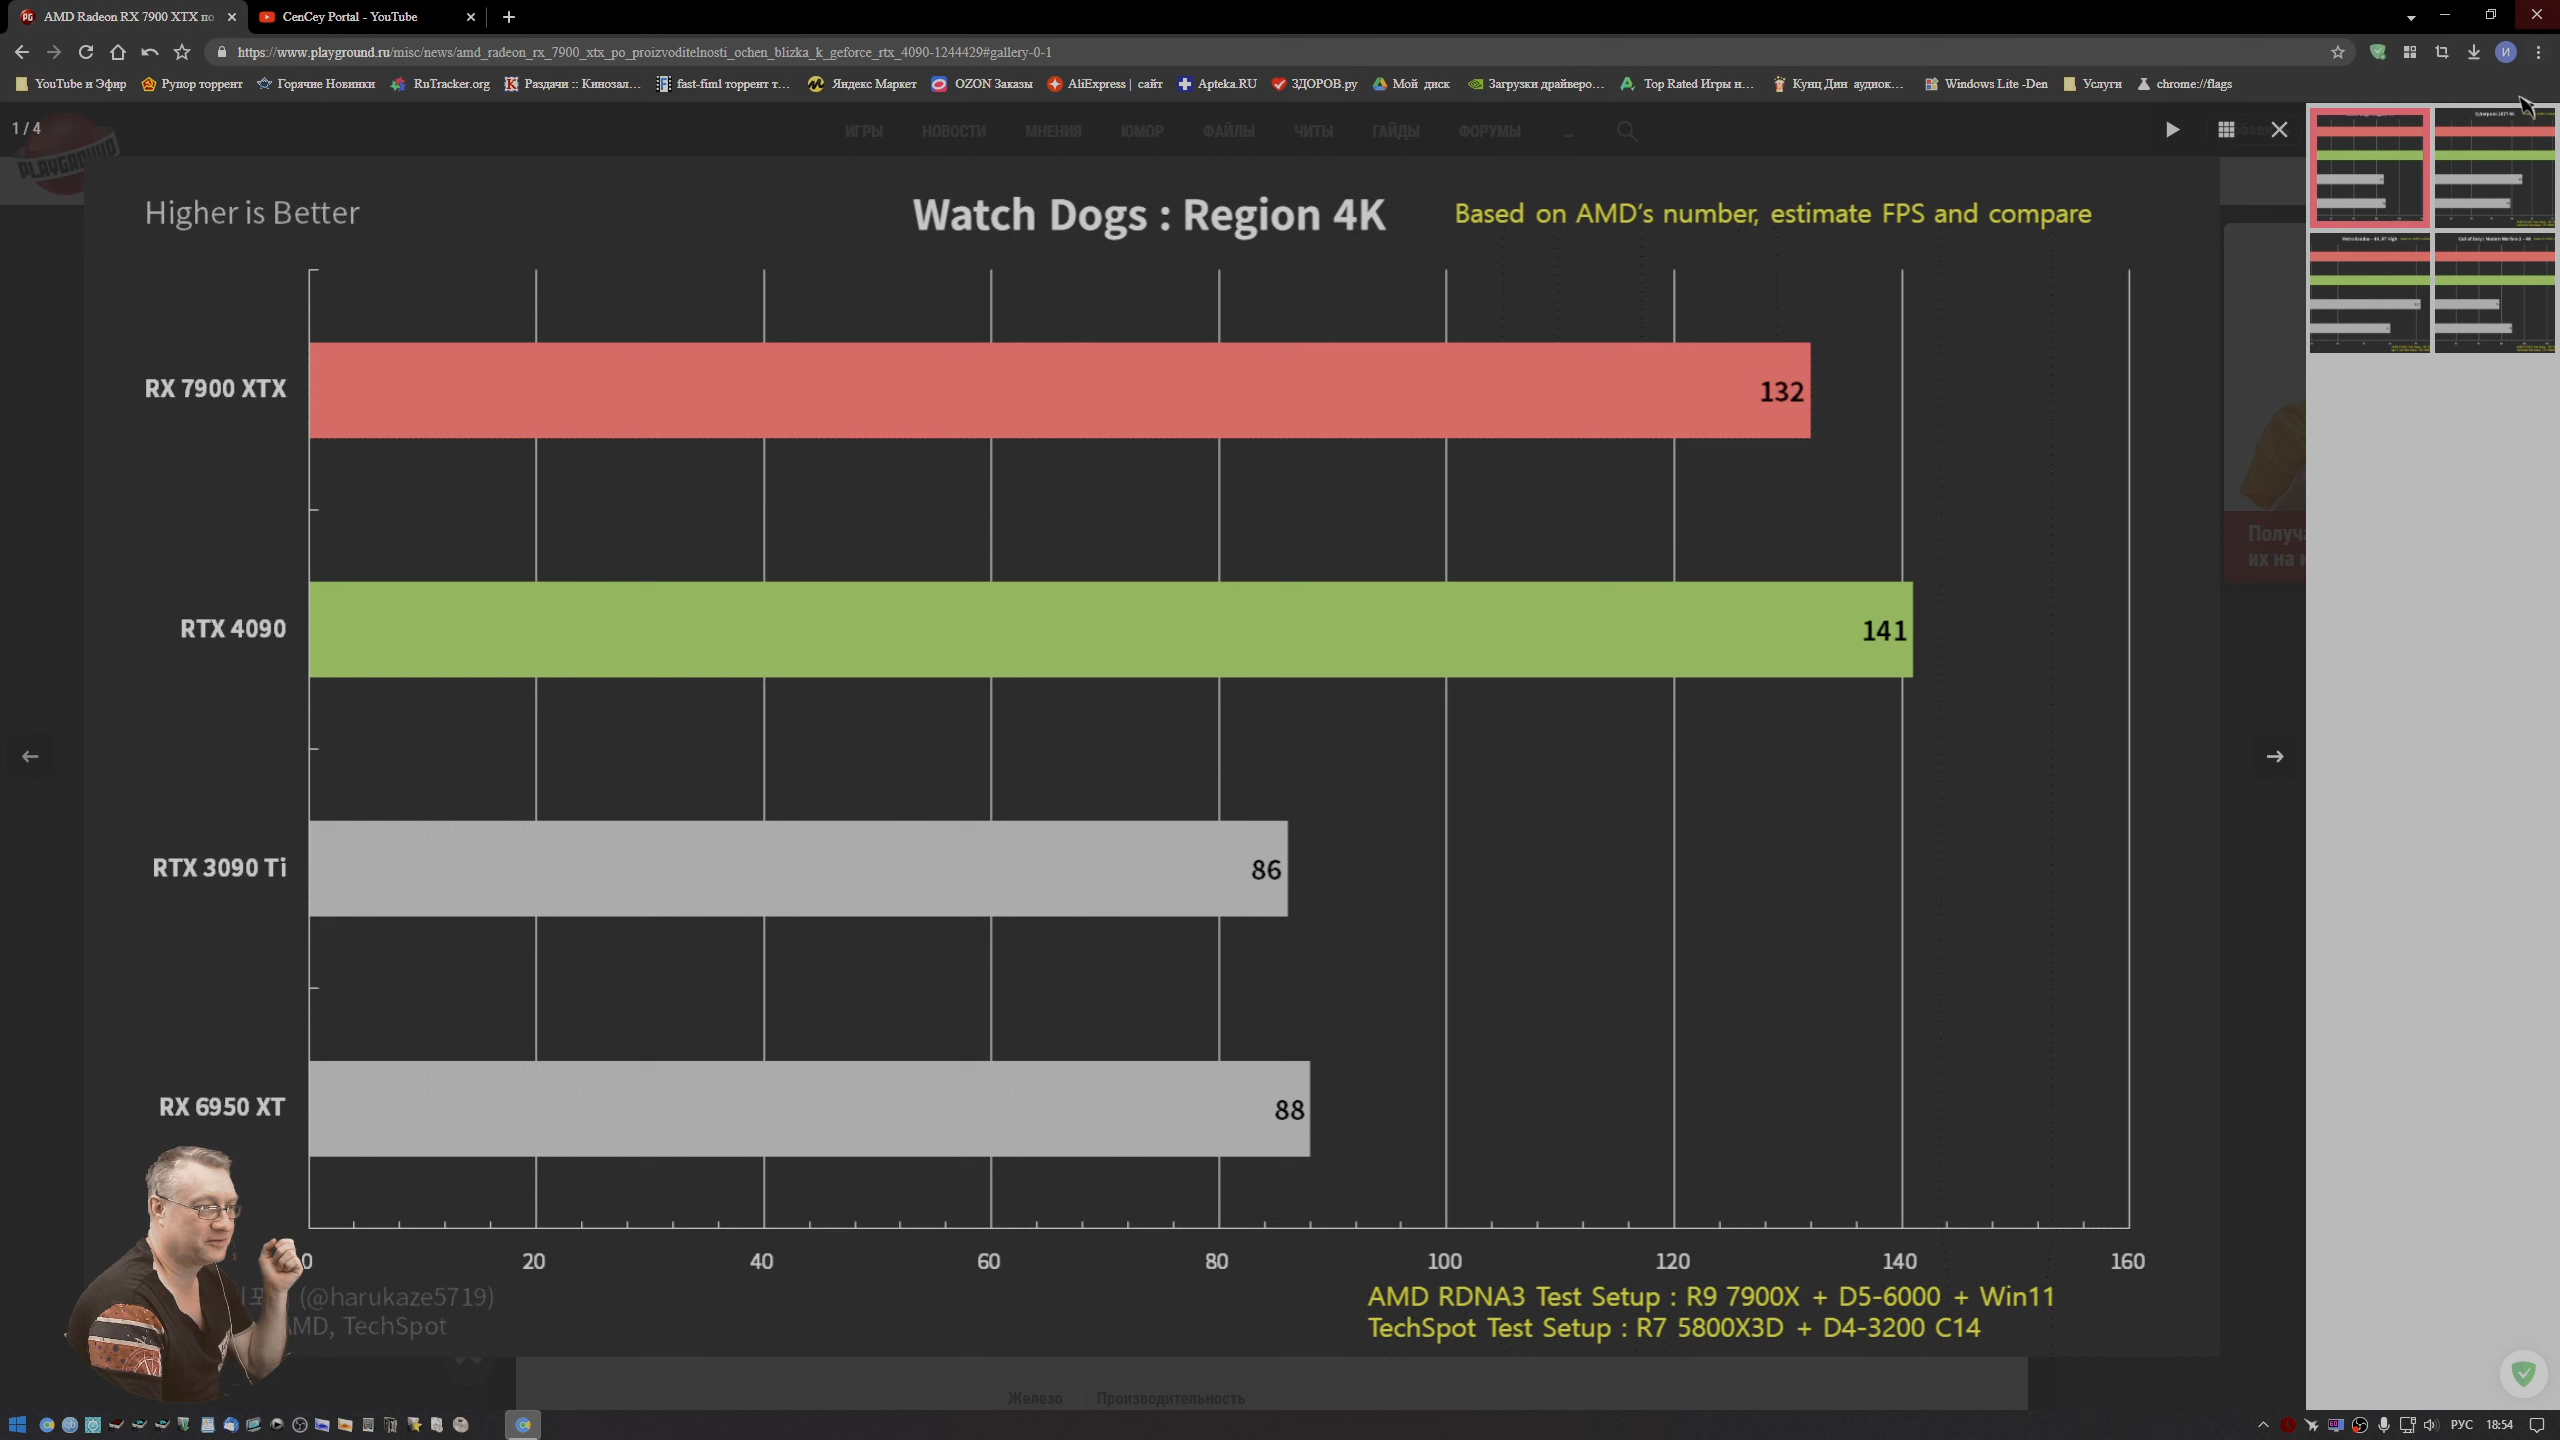 AMD Radeon RX 7900 XTX по
CenCey Portal - YouTube
https://www.playground.ru/misc/news/amd_radeon_rx_7900_xtx_po_proizvoditelnosti_ochen_blizka_k_geforce_rtx_4090-1244429#gallery-0-1
YouTube и Эфир
Рупор торрент
Горячие Новинки
RuTracker.org
Раздачи :: Кинозал...
fast-fiml торрент т...
Яндекс Маркет
OZON Заказы
AliExpress | сайт
Apteka.RU
ЗДОРОВ.ру
Мой диск
Загрузки драйверо...
Top Rated Игры н...
Кунц Дин аудиок...
Windows Lite -Den
Услуги
chrome://flags
1 / 4
PLAYGROUND
ИГРЫ
НОВОСТИ
МНЕНИЯ
ЮМОР
ФАЙЛЫ
ЧИТЫ
ГАЙДЫ
ФОРУМЫ
...
Higher is Better
Watch Dogs : Region 4K
Based on AMD's number, estimate FPS and compare
RX 7900 XTX
132
RTX 4090
141
RTX 3090 Ti
86
RX 6950 XT
88
0 20 40 60 80 100 120 140 160
(@harukaze5719)
MD, TechSpot
AMD RDNA3 Test Setup : R9 7900X + D5-6000 + Win11
TechSpot Test Setup : R7 5800X3D + D4-3200 C14
Получа
их на к
Железо
Производительность
РУС
18:54